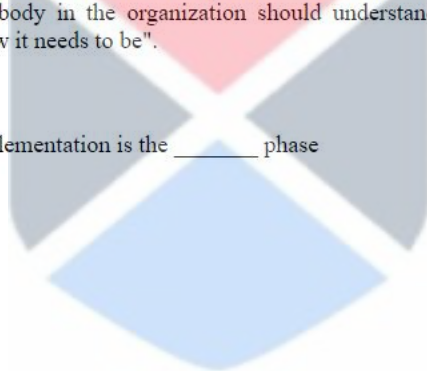 body in the organization should understan
w it needs to be".
lementation is the _______ phase